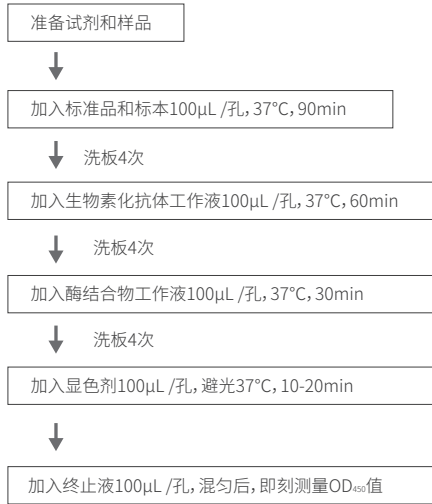 准备试剂和样品
加入标准品和标本100μL /孔，37°C，90min
洗板4次
加入生物素化抗体工作液100μL /孔，37°C，60min
洗板4次
加入酶结合物工作液100μL /孔，37°C，30min
洗板4次
加入显色剂100μL /孔，避光37°C，10-20min
加入终止液100μL /孔，混匀后，即刻测量OD₄₅₀值